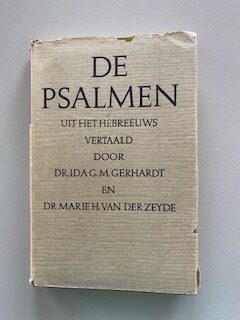 DE
PSALMEN
UIT HET HEBREEUWS
VERTAALD
DOOR
DR. IDA G. M. GERHARDT
EN
DR. MARIE H. VAN DER ZEYDE